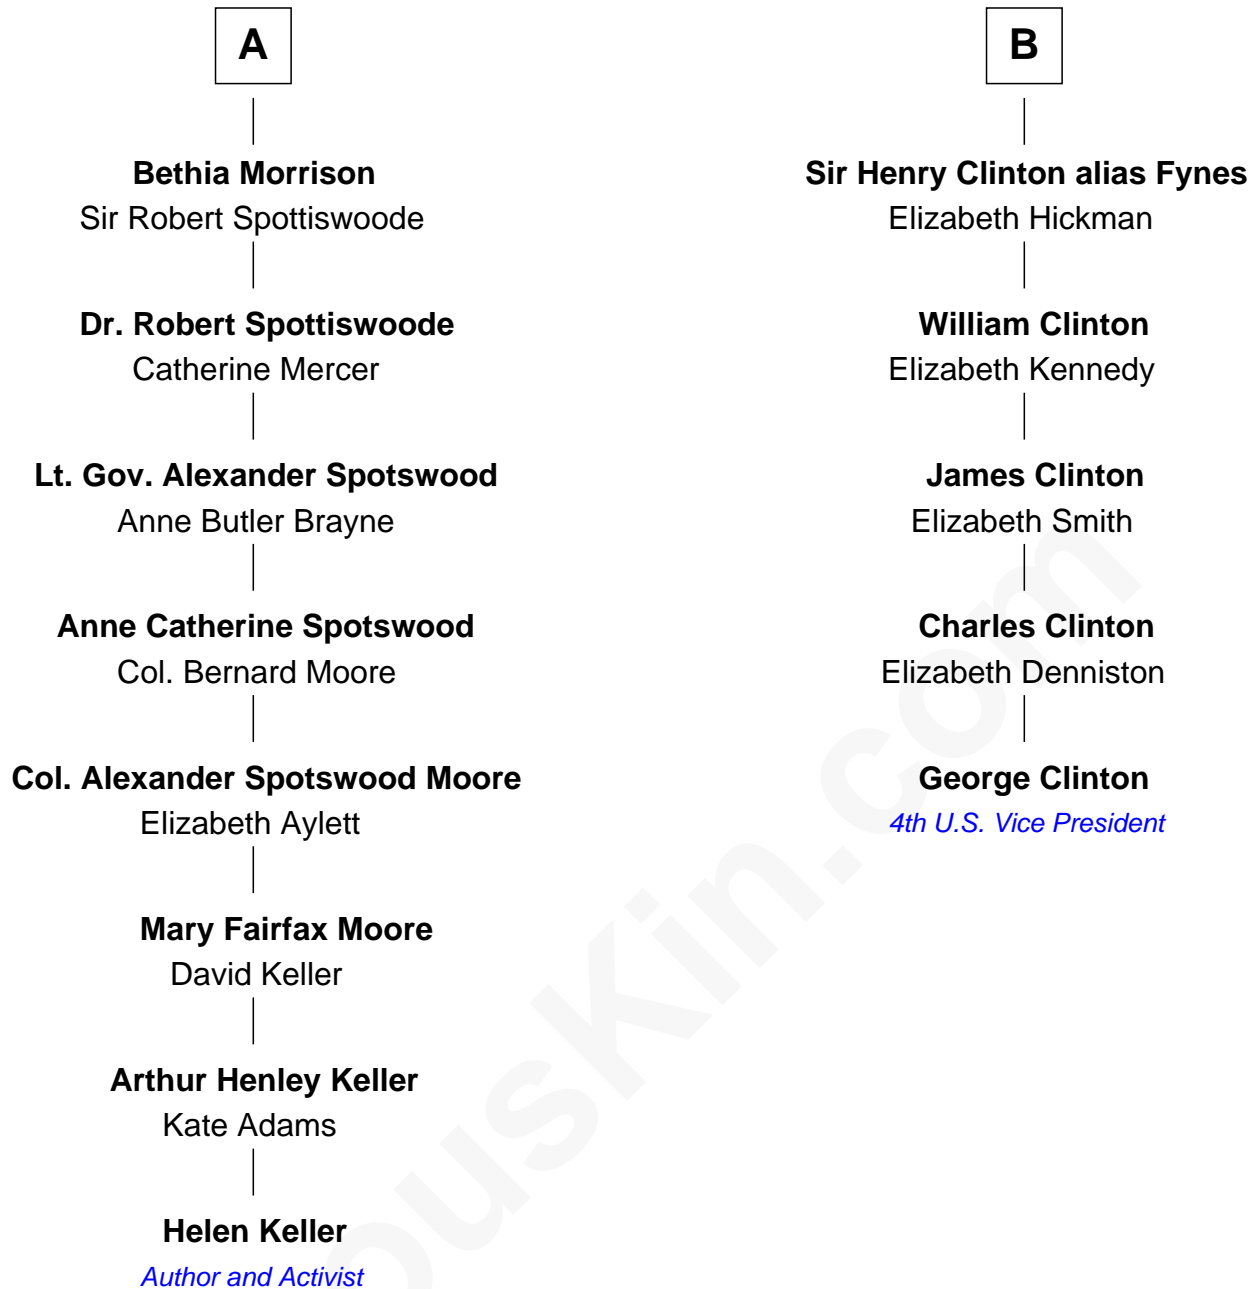 A
Bethia Morrison
Sir Robert Spottiswoode
Dr. Robert Spottiswoode
Catherine Mercer
Lt. Gov. Alexander Spotswood
Anne Butler Brayne
Anne Catherine Spotswood
Col. Bernard Moore
Col. Alexander Spotswood Moore
Elizabeth Aylett
Mary Fairfax Moore
David Keller
Arthur Henley Keller
Kate Adams
Helen Keller
Author and Activist
B
Sir Henry Clinton alias Fynes
Elizabeth Hickman
William Clinton
Elizabeth Kennedy
James Clinton
Elizabeth Smith
Charles Clinton
Elizabeth Denniston
George Clinton
4th U.S. Vice President
ousKin.com